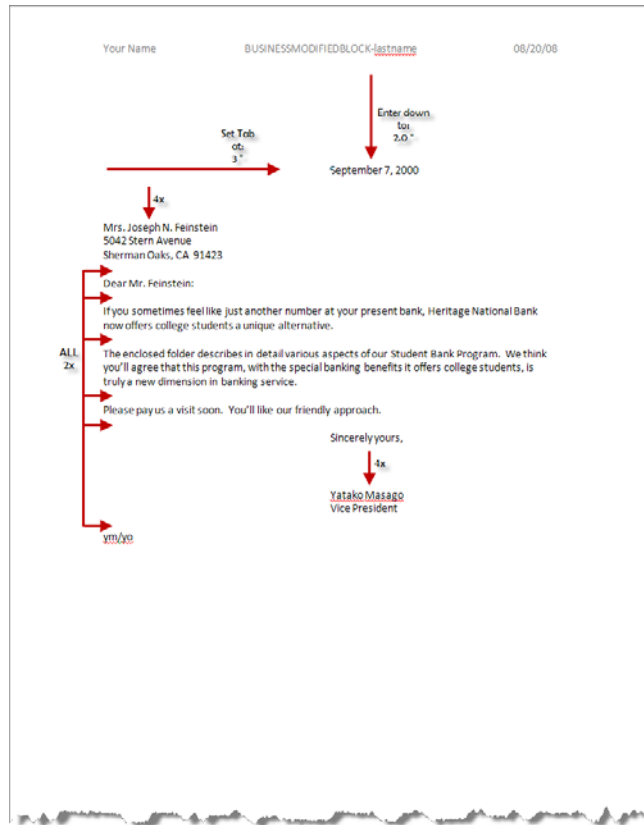 Your Name BUSINESSMODIFIEDBLOCK-lastname 08/20/08
Enter down
to:
2.0"
Set Tab
at:
3"
September 7, 2000
4x
Mrs. Joseph N. Feinstein
5042 Stern Avenue
Sherman Oaks, CA 91423
Dear Mr. Feinstein:
If you sometimes feel like just another number at your present bank, Heritage National Bank
now offers college students a unique alternative.
ALL
2x
The enclosed folder describes in detail various aspects of our Student Bank Program. We think
you'll agree that this program, with the special banking benefits it offers college students, is
truly a new dimension in banking service.
Please pay us a visit soon. You'll like our friendly approach.
Sincerely yours,
4x
Yatako Masago
Vice President
ym/yo